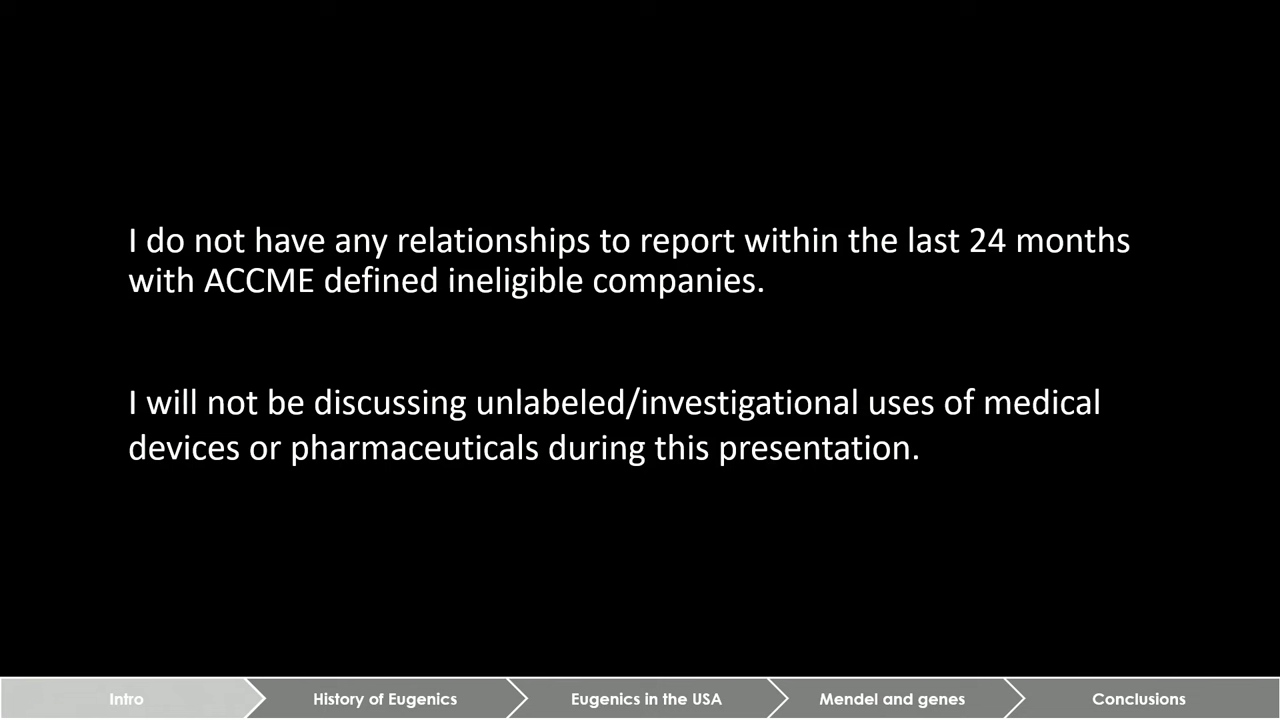 I do not have any relationships to report within the last 24 months
with ACCME defined ineligible companies.
I will not be discussing unlabeled/investigational uses of medical
devices or pharmaceuticals during this presentation.
Intro
History of Eugenics
Eugenics in the USA
Mendel and genes
Conclusions